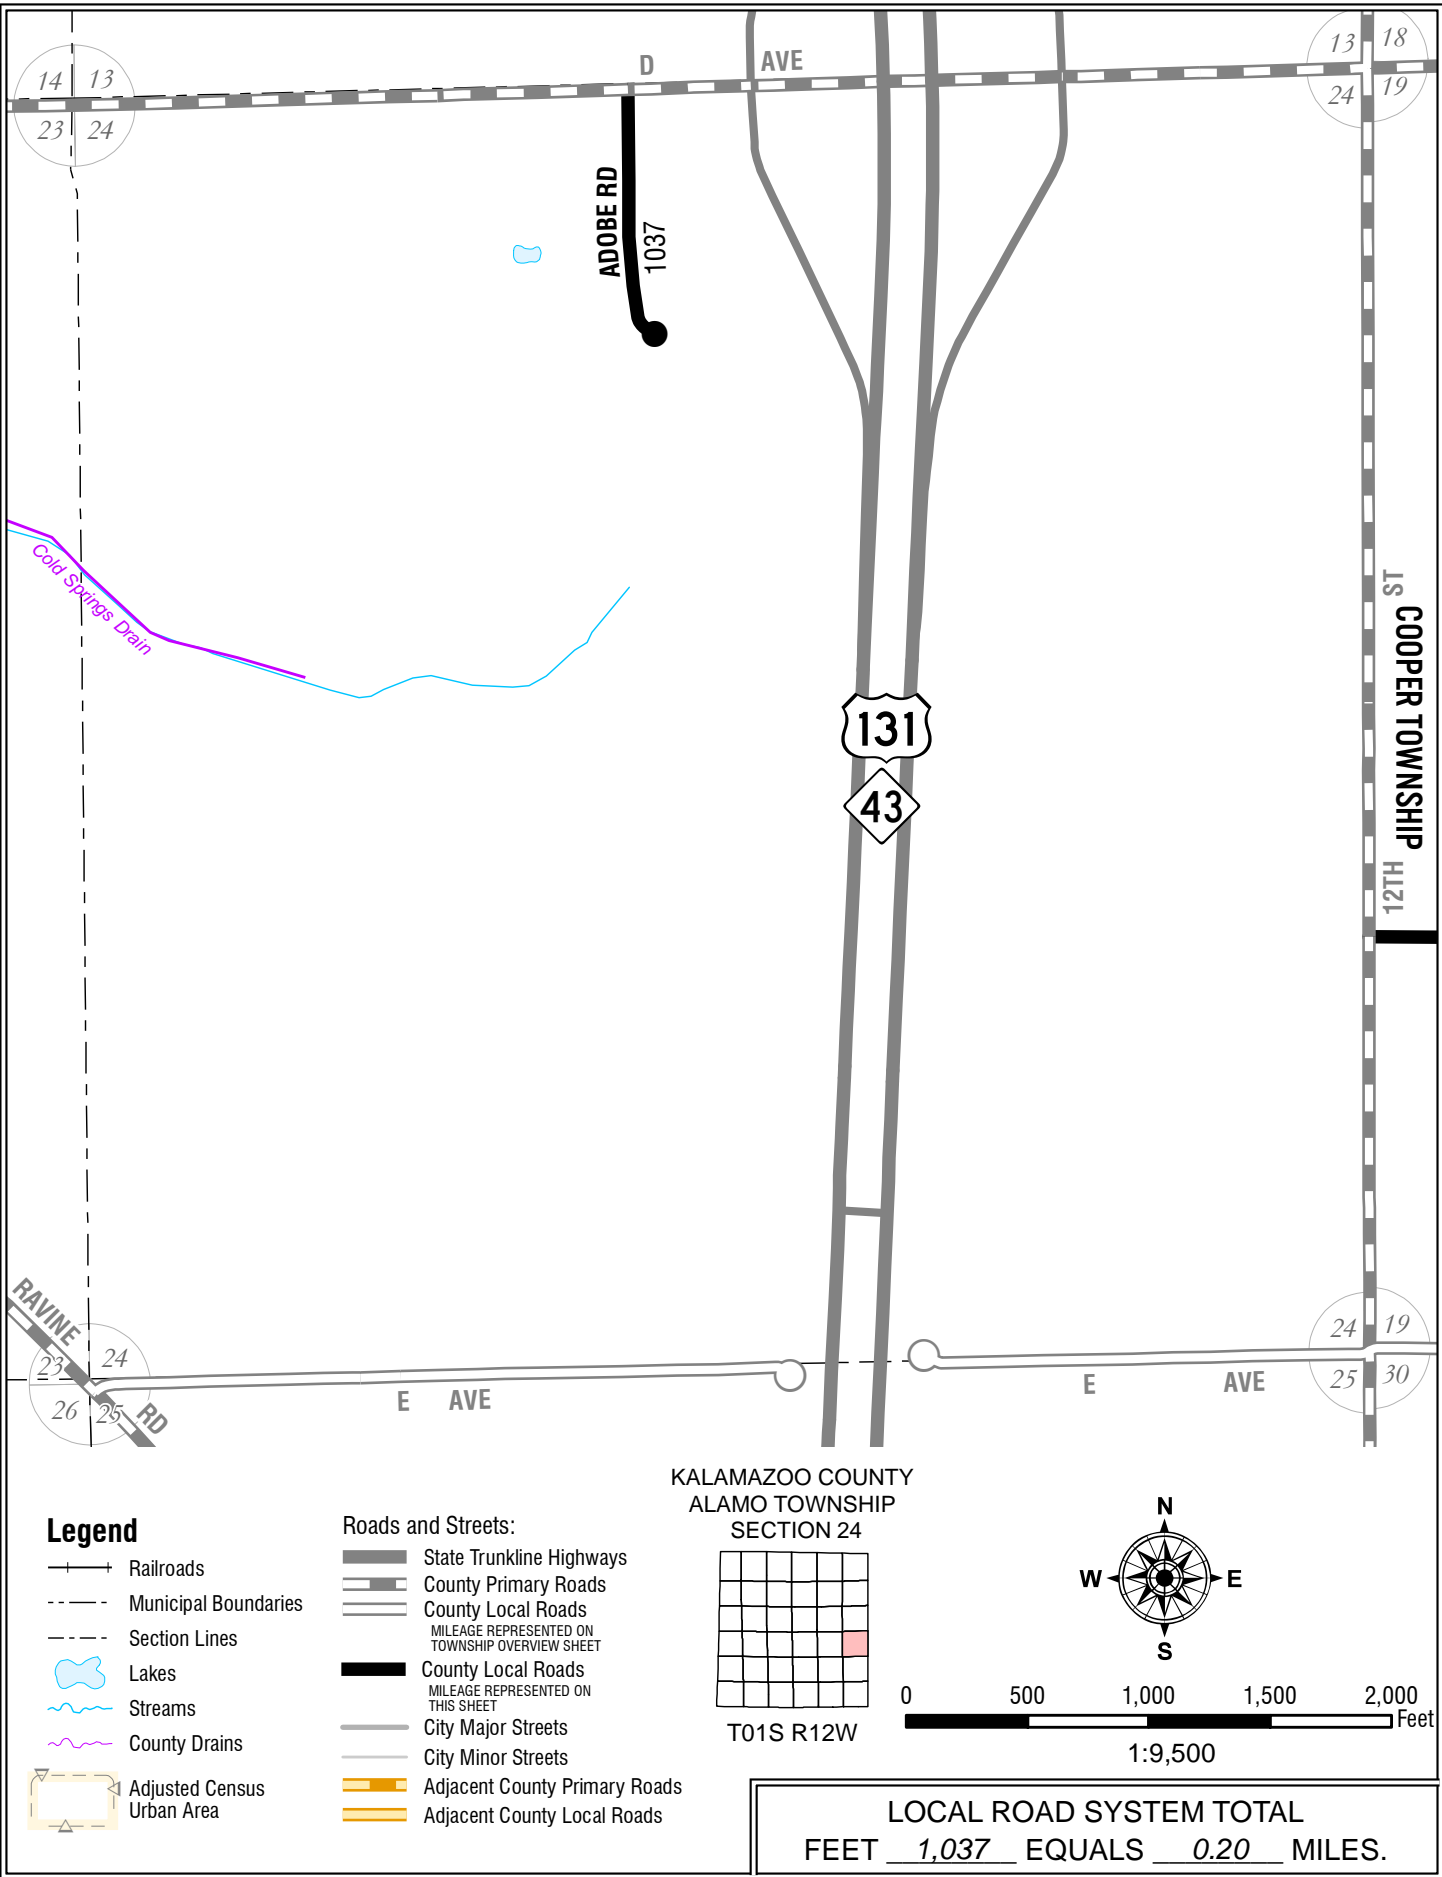 14 13
23 24
D AVE
13 18
24 19
ADOBE RD
1037
Cold Springs Drain
131
43
12TH ST
COOPER TOWNSHIP
RAVINE RD
23 24
26 25
E AVE
E AVE
24 19
25 30
KALAMAZOO COUNTY
ALAMO TOWNSHIP
SECTION 24
T01S R12W
Legend
Railroads
Municipal Boundaries
Section Lines
Lakes
Streams
County Drains
Adjusted Census
Urban Area
Roads and Streets:
State Trunkline Highways
County Primary Roads
County Local Roads
MILEAGE REPRESENTED ON
TOWNSHIP OVERVIEW SHEET
County Local Roads
MILEAGE REPRESENTED ON
THIS SHEET
City Major Streets
City Minor Streets
Adjacent County Primary Roads
Adjacent County Local Roads
N
W E
S
0 500 1,000 1,500 2,000
Feet
1:9,500
LOCAL ROAD SYSTEM TOTAL
FEET 1,037 EQUALS 0.20 MILES.